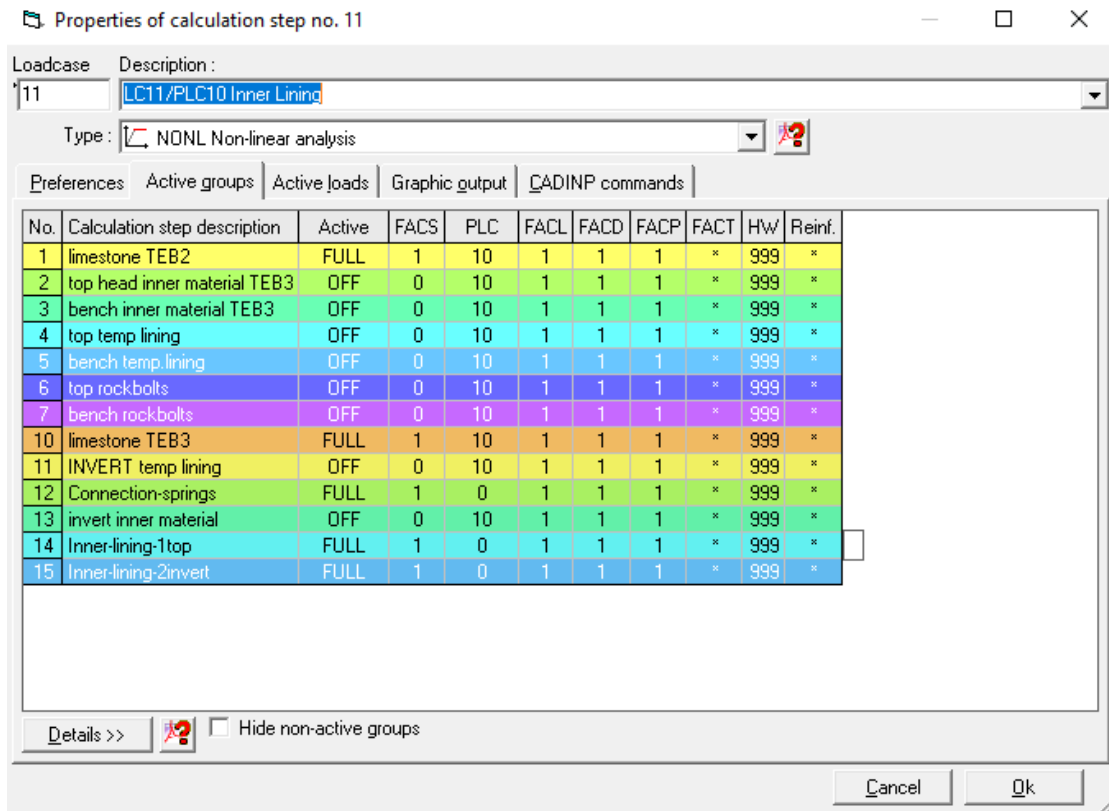 Properties of calculation step no. 11
Loadcase Description :
11 LC11/PLC10 Inner Lining
Type : NONL Non-linear analysis
Preferences Active groups Active loads Graphic output CADINP commands
No. Calculation step description Active FACS PLC FACL FACD FACP FACT HW Reinf.
1 limestone TEB2 FULL 1 10 1 1 1 * 999 *
2 top head inner material TEB3 OFF 0 10 1 1 1 * 999 *
3 bench inner material TEB3 OFF 0 10 1 1 1 * 999 *
4 top temp lining OFF 0 10 1 1 1 * 999 *
5 bench temp.lining OFF 0 10 1 1 1 * 999 *
6 top rockbolts OFF 0 10 1 1 1 * 999 *
7 bench rockbolts OFF 0 10 1 1 1 * 999 *
10 limestone TEB3 FULL 1 10 1 1 1 * 999 *
11 INVERT temp lining OFF 0 10 1 1 1 * 999 *
12 Connection-springs FULL 1 0 1 1 1 * 999 *
13 invert inner material OFF 0 10 1 1 1 * 999 *
14 Inner-lining-1top FULL 1 0 1 1 1 * 999 *
15 Inner-lining-2invert FULL 1 0 1 1 1 * 999 *
Details >> Hide non-active groups
Cancel Ok